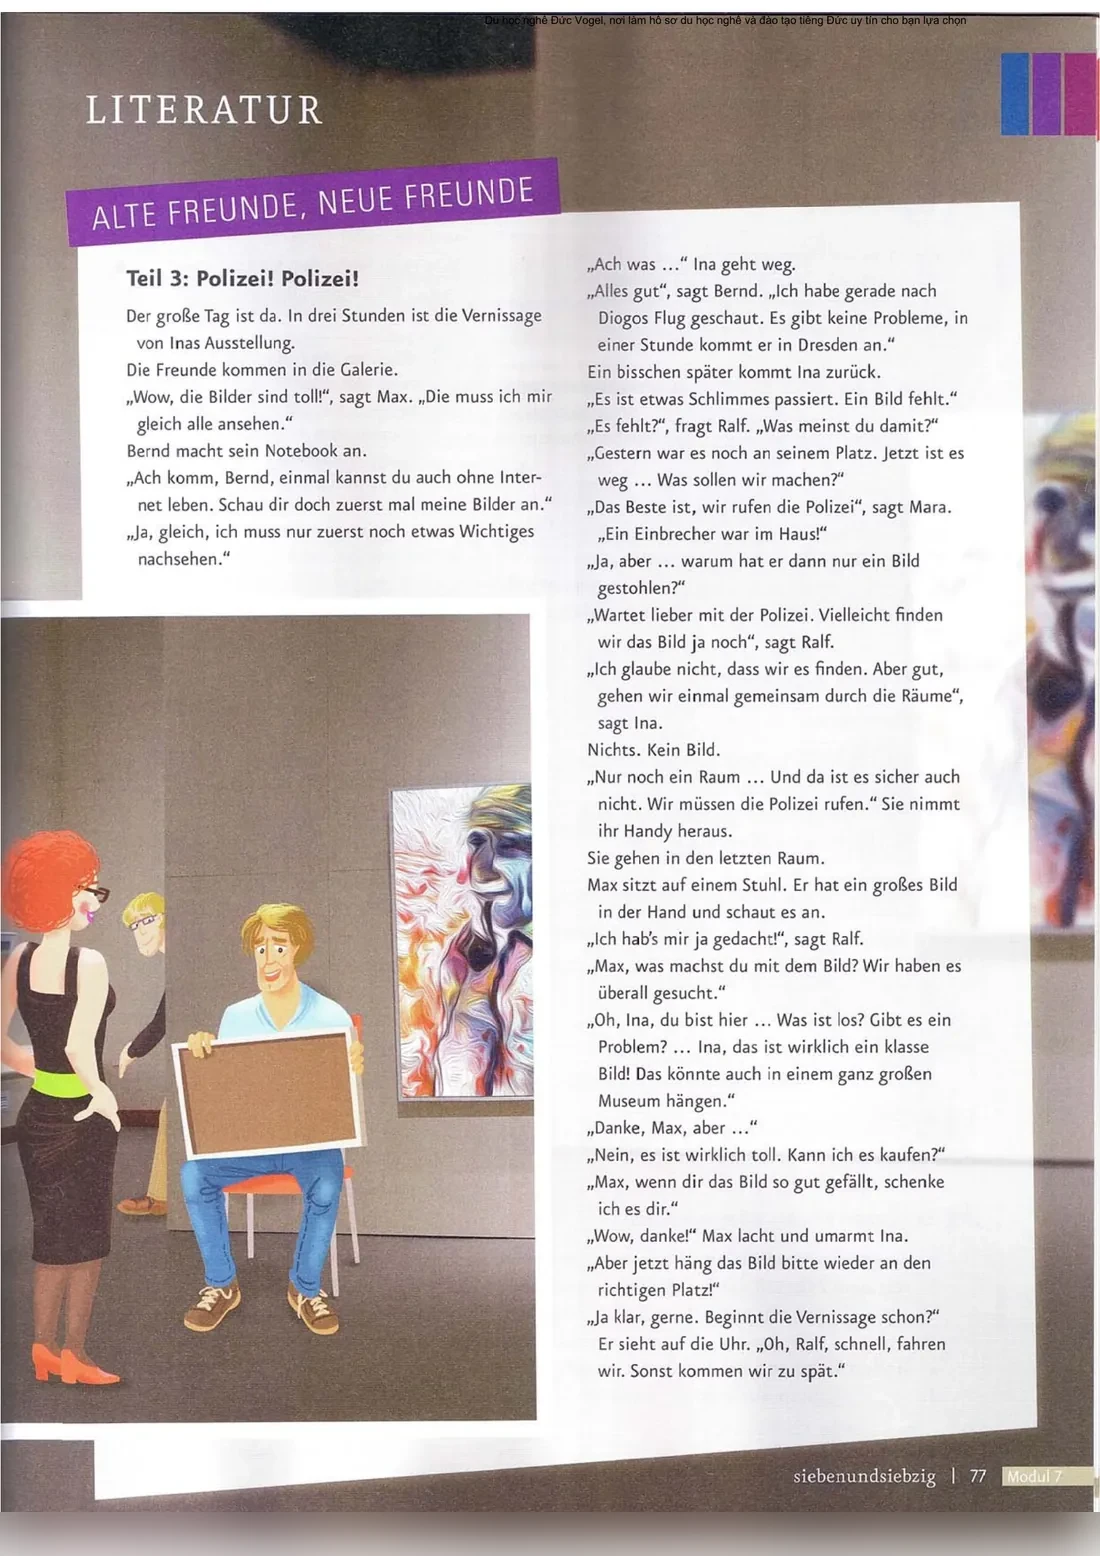 Du học nghề Đức Vogel, nơi làm hồ sơ du học nghề và đào tạo tiếng Đức uy tín cho bạn lựa chọn
LITERATUR
ALTE FREUNDE, NEUE FREUNDE
Teil 3: Polizei! Polizei!
Der große Tag ist da. In drei Stunden ist die Vernissage
von Inas Ausstellung.
Die Freunde kommen in die Galerie.
„Wow, die Bilder sind toll!“, sagt Max. „Die muss ich mir
gleich alle ansehen.“
Bernd macht sein Notebook an.
„Ach komm, Bernd, einmal kannst du auch ohne Inter-
net leben. Schau dir doch zuerst mal meine Bilder an.“
„Ja, gleich, ich muss nur zuerst noch etwas Wichtiges
nachsehen.“
„Ach was ...“ Ina geht weg.
„Alles gut“, sagt Bernd. „Ich habe gerade nach
Diogos Flug geschaut. Es gibt keine Probleme, in
einer Stunde kommt er in Dresden an.“
Ein bisschen später kommt Ina zurück.
„Es ist etwas Schlimmes passiert. Ein Bild fehlt.“
„Es fehlt?“, fragt Ralf. „Was meinst du damit?“
„Gestern war es noch an seinem Platz. Jetzt ist es
weg ... Was sollen wir machen?“
„Das Beste ist, wir rufen die Polizei“, sagt Mara.
„Ein Einbrecher war im Haus!“
„Ja, aber ... warum hat er dann nur ein Bild
gestohlen?“
„Wartet lieber mit der Polizei. Vielleicht finden
wir das Bild ja noch“, sagt Ralf.
„Ich glaube nicht, dass wir es finden. Aber gut,
gehen wir einmal gemeinsam durch die Räume“,
sagt Ina.
Nichts. Kein Bild.
„Nur noch ein Raum ... Und da ist es sicher auch
nicht. Wir müssen die Polizei rufen.“ Sie nimmt
ihr Handy heraus.
Sie gehen in den letzten Raum.
Max sitzt auf einem Stuhl. Er hat ein großes Bild
in der Hand und schaut es an.
„Ich hab's mir ja gedacht!“, sagt Ralf.
„Max, was machst du mit dem Bild? Wir haben es
überall gesucht.“
„Oh, Ina, du bist hier ... Was ist los? Gibt es ein
Problem? ... Ina, das ist wirklich ein klasse
Bild! Das könnte auch in einem ganz großen
Museum hängen.“
„Danke, Max, aber ...“
„Nein, es ist wirklich toll. Kann ich es kaufen?“
„Max, wenn dir das Bild so gut gefällt, schenke
ich es dir.“
„Wow, danke!“ Max lacht und umarmt Ina.
„Aber jetzt häng das Bild bitte wieder an den
richtigen Platz!“
„Ja klar, gerne. Beginnt die Vernissage schon?“
Er sieht auf die Uhr. „Oh, Ralf, schnell, fahren
wir. Sonst kommen wir zu spät.“
siebenundsiebzig | 77 Modul 7